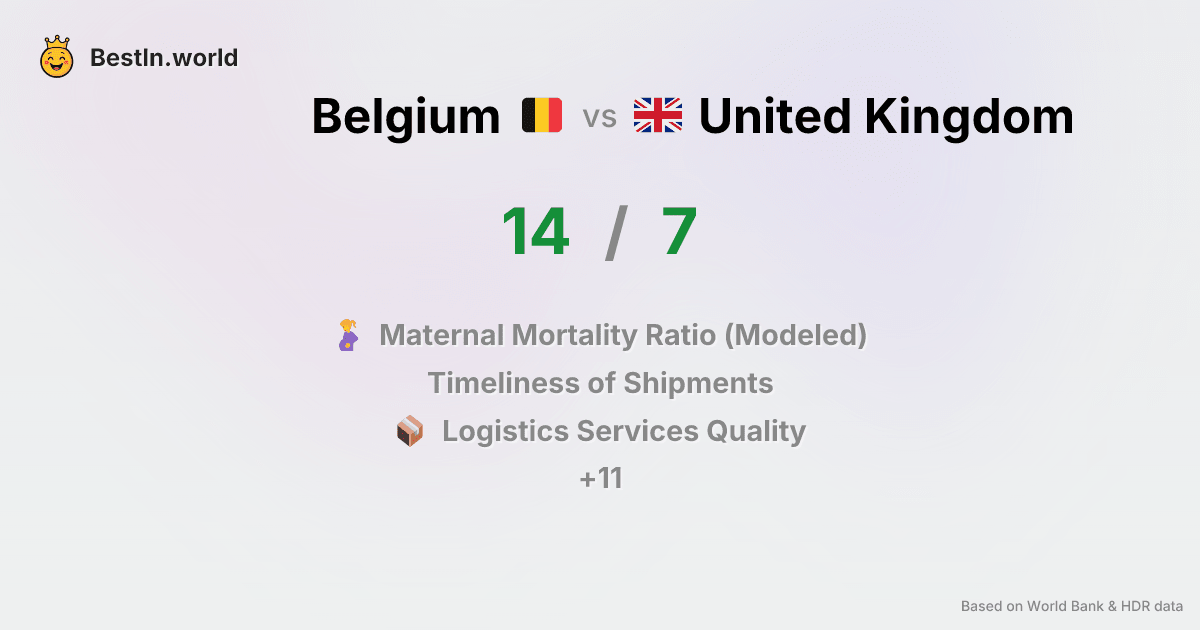 BestIn.world
Belgium vs United Kingdom
14 / 7
Maternal Mortality Ratio (Modeled)
Timeliness of Shipments
Logistics Services Quality
+11
Based on World Bank & HDR data